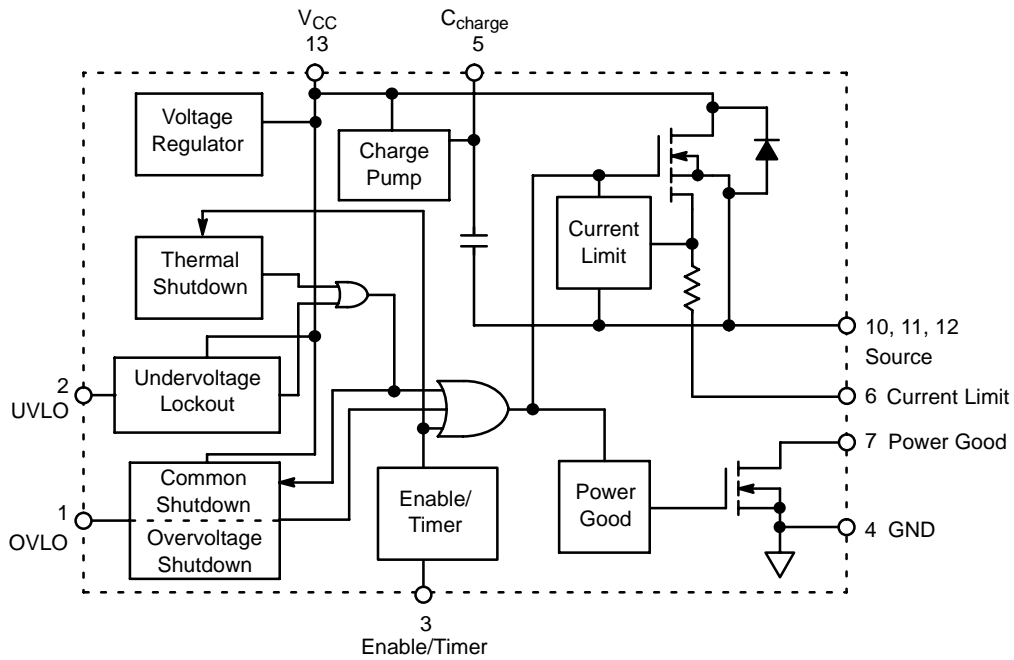 VCC
13
Ccharge
5
Voltage
Regulator
Charge
Pump
Current
Limit
Thermal
Shutdown
10, 11, 12
Source
2
UVLO
Undervoltage
Lockout
6 Current Limit
7 Power Good
1
OVLO
Common
Shutdown
Overvoltage
Shutdown
Enable/
Timer
Power
Good
4 GND
3
Enable/Timer